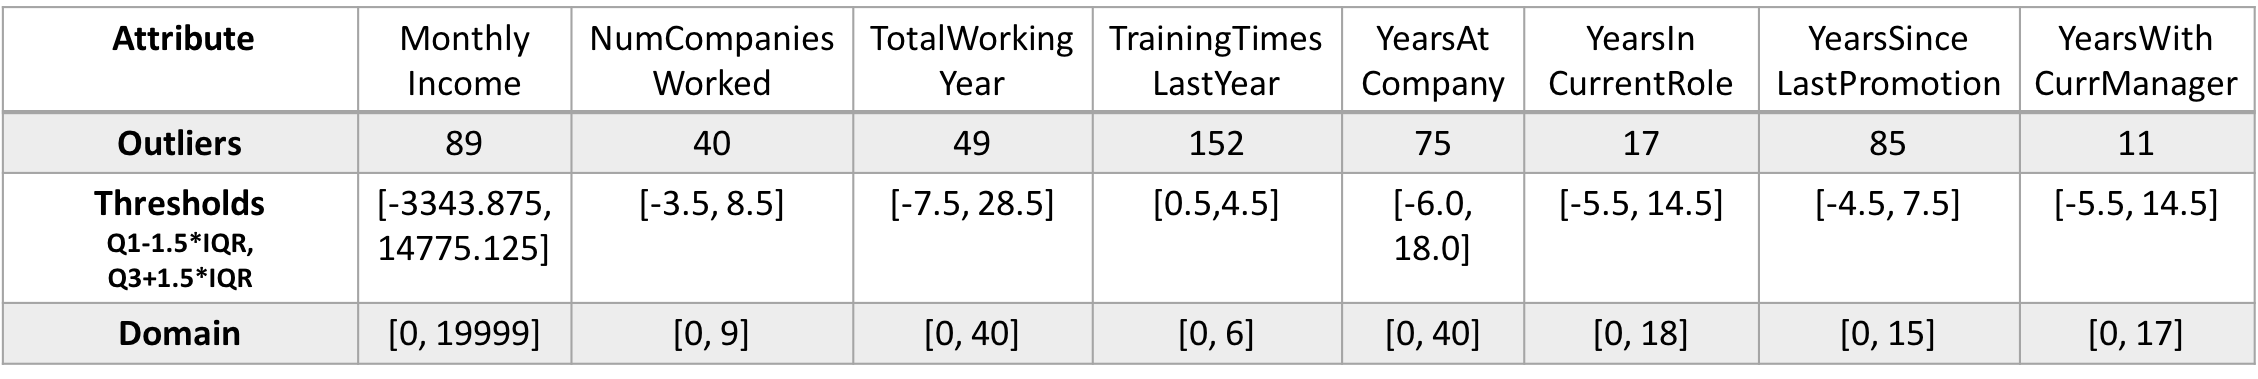 Attribute
Monthly
Income
NumCompanies
Worked
TotalWorking
Year
TrainingTimes
LastYear
YearsAt
Company
YearsIn
CurrentRole
YearsSince
LastPromotion
YearsWith
CurrManager
Outliers
89
40
49
152
75
17
85
11
Thresholds
Q1-1.5*IQR,
Q3+1.5*IQR
[-3343.875,
14775.125]
[-3.5, 8.5]
[-7.5, 28.5]
[0.5,4.5]
[-6.0,
18.0]
[-5.5, 14.5]
[-4.5, 7.5]
[-5.5, 14.5]
Domain
[0, 19999]
[0, 9]
[0, 40]
[0, 6]
[0, 40]
[0, 18]
[0, 15]
[0, 17]